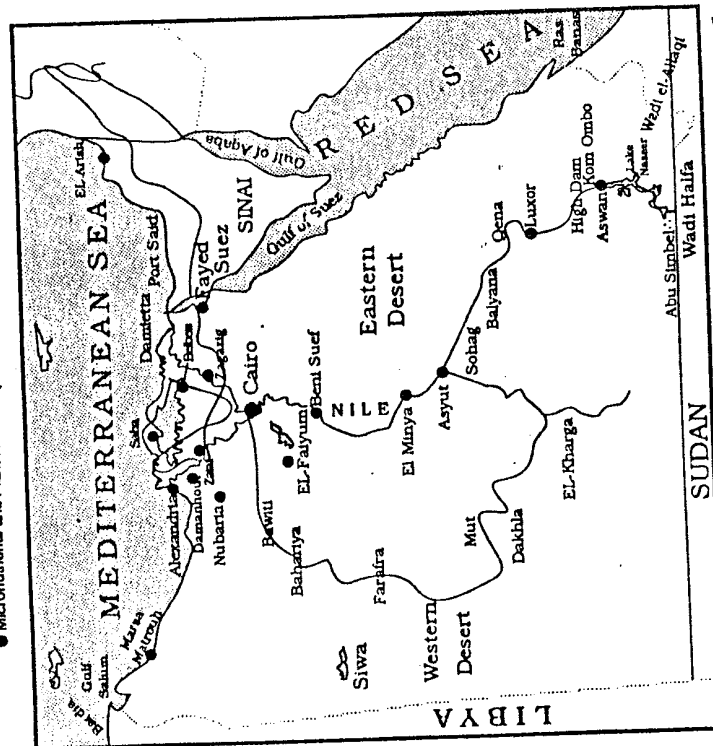 MEDITERRANEAN SEA
Bardia
Gulf
Salum
Marsa
Matrouh
Alexandria
Damanhour
Nubaria
Damietta
Port Said
EL Arish
Fayed
Suez
SINAI
Gulf of Aqaba
Gulf of Suez
RED SE
Ras
Banas
Zagazig
Cairo
Beni Suef
EL-Faiyum
NILE
Bawiti
Bahariya
Farafra
Siwa
Western
Desert
Eastern
Desert
El Minya
Asyut
Sohag
Balyana
Qena
Luxor
Mut
Dakhla
EL-Kharga
High Dam
Kom Ombo
Aswan
Lake
Nasser
Wadi el-Allaqi
Abu Simbel
Wadi Halfa
LIBYA
SUDAN